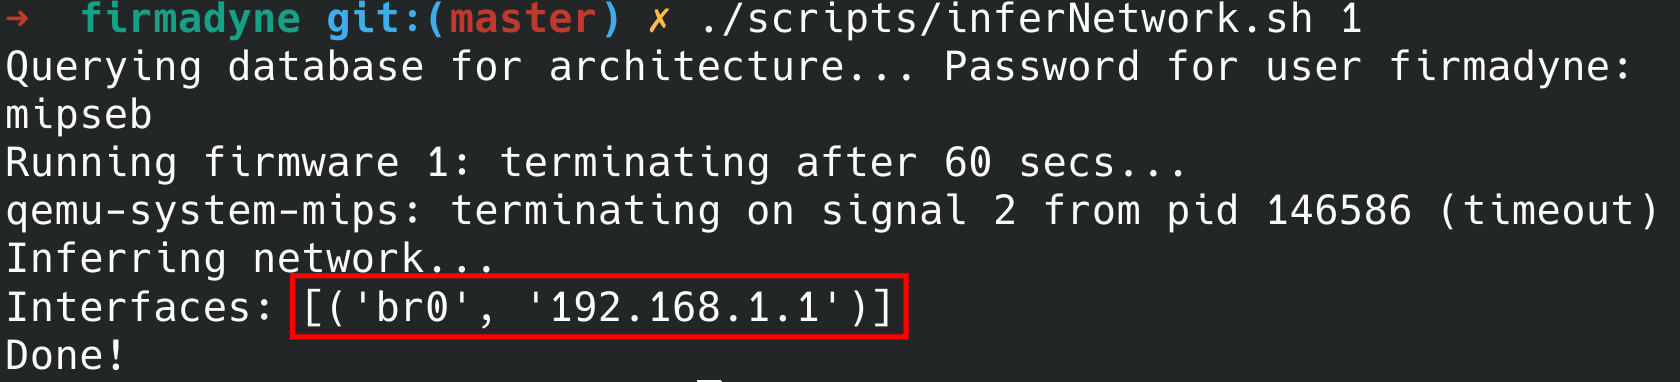 ➜  firmadyne git:(master) ✗ ./scripts/inferNetwork.sh 1
Querying database for architecture... Password for user firmadyne:
mipseb
Running firmware 1: terminating after 60 secs...
qemu-system-mips: terminating on signal 2 from pid 146586 (timeout)
Inferring network...
Interfaces: [('br0', '192.168.1.1')]
Done!